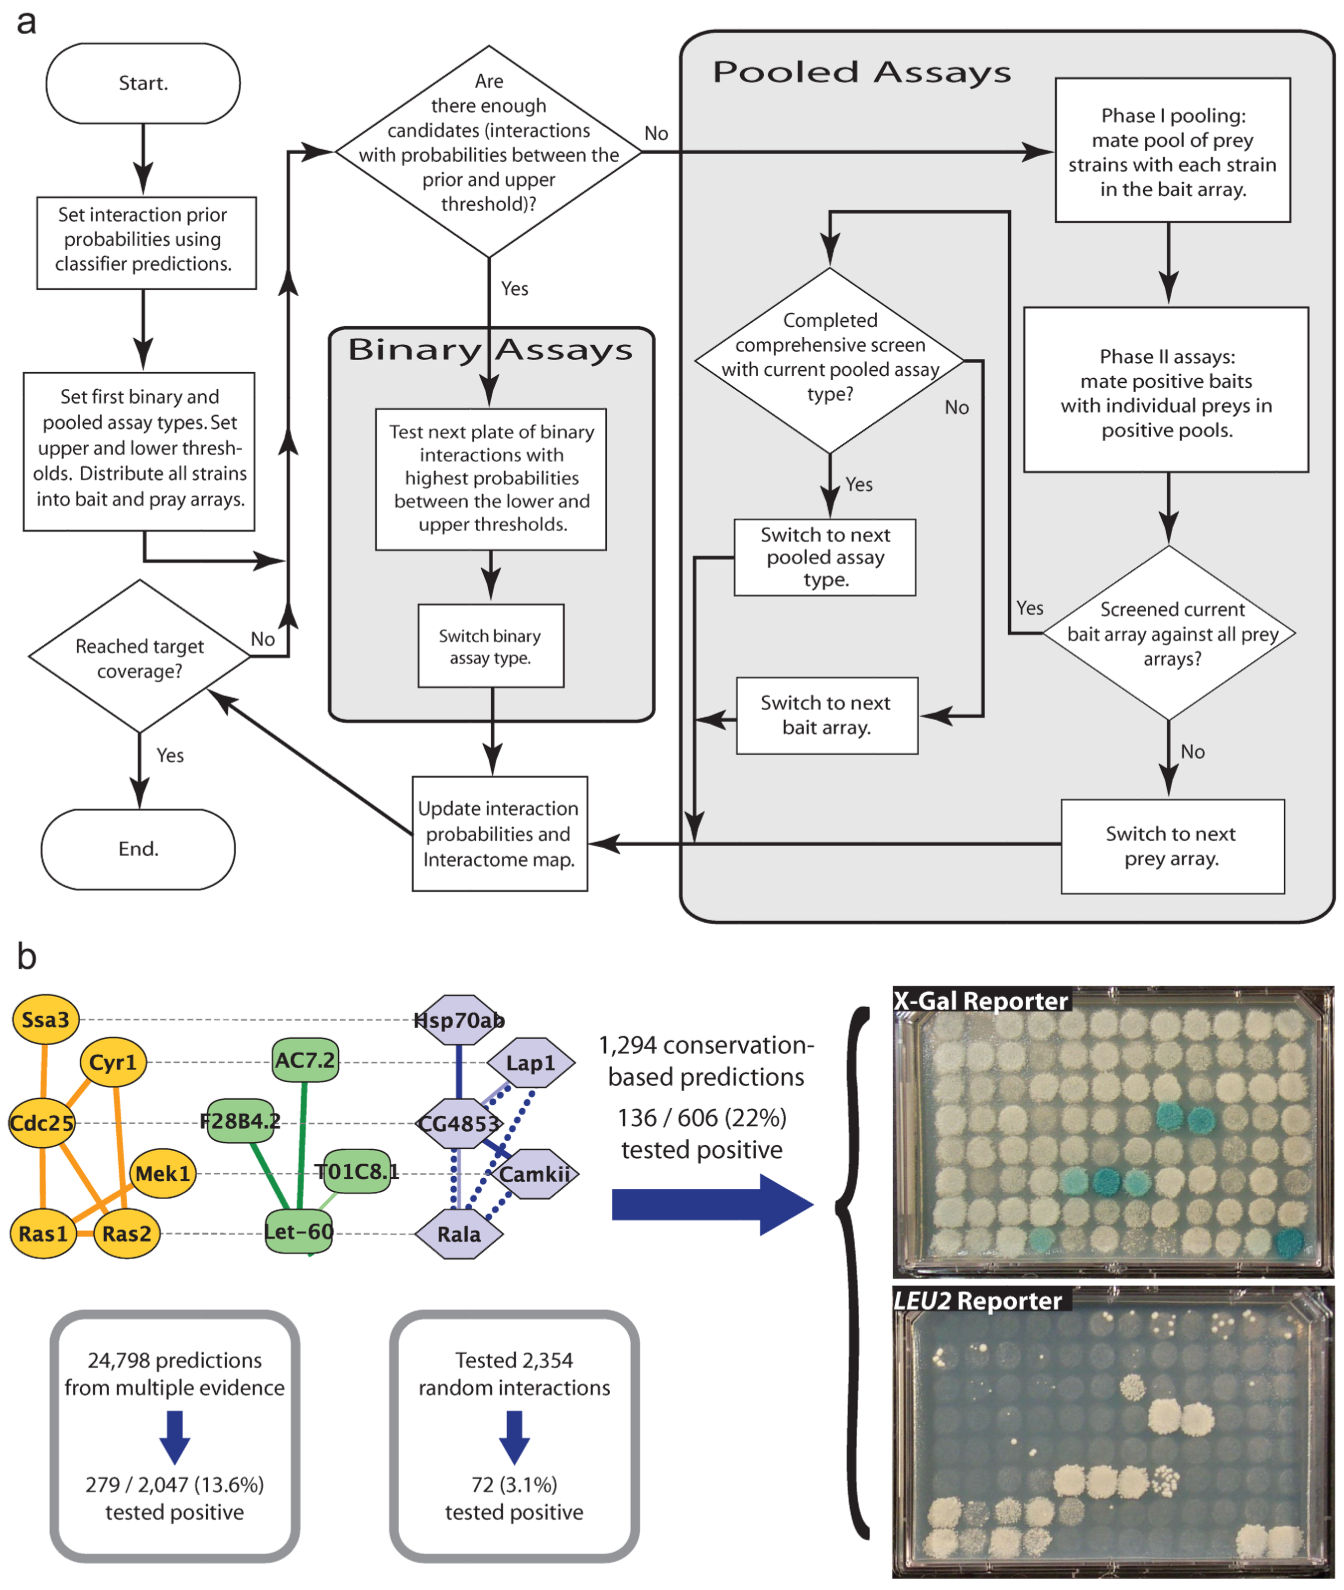 a
Start.
Set interaction prior
probabilities using
classifier predictions.
Set first binary and
pooled assay types. Set
upper and lower thresh-
olds. Distribute all strains
into bait and pray arrays.
Reached target
coverage?
No
Yes
End.
Are
there enough
candidates (interactions
with probabilities between the
prior and upper
threshold)?
No
Yes
Binary Assays
Test next plate of binary
interactions with
highest probabilities
between the lower and
upper thresholds.
Switch binary
assay type.
Update interaction
probabilities and
Interactome map.
Pooled Assays
Phase I pooling:
mate pool of prey
strains with each strain
in the bait array.
Phase II assays:
mate positive baits
with individual preys in
positive pools.
Screened current
bait array against all prey
arrays?
Yes
No
Switch to next
prey array.
Completed
comprehensive screen
with current pooled assay
type?
No
Yes
Switch to next
pooled assay
type.
Switch to next
bait array.
b
Ssa3
Hsp70ab
Cyr1
AC7.2
Lap1
Cdc25
F28B4.2
CG4853
Mek1
T01C8.1
Camkii
Ras1
Ras2
Let-60
Rala
1,294 conservation-
based predictions
136 / 606 (22%)
tested positive
X-Gal Reporter
LEU2 Reporter
24,798 predictions
from multiple evidence
279 / 2,047 (13.6%)
tested positive
Tested 2,354
random interactions
72 (3.1%)
tested positive